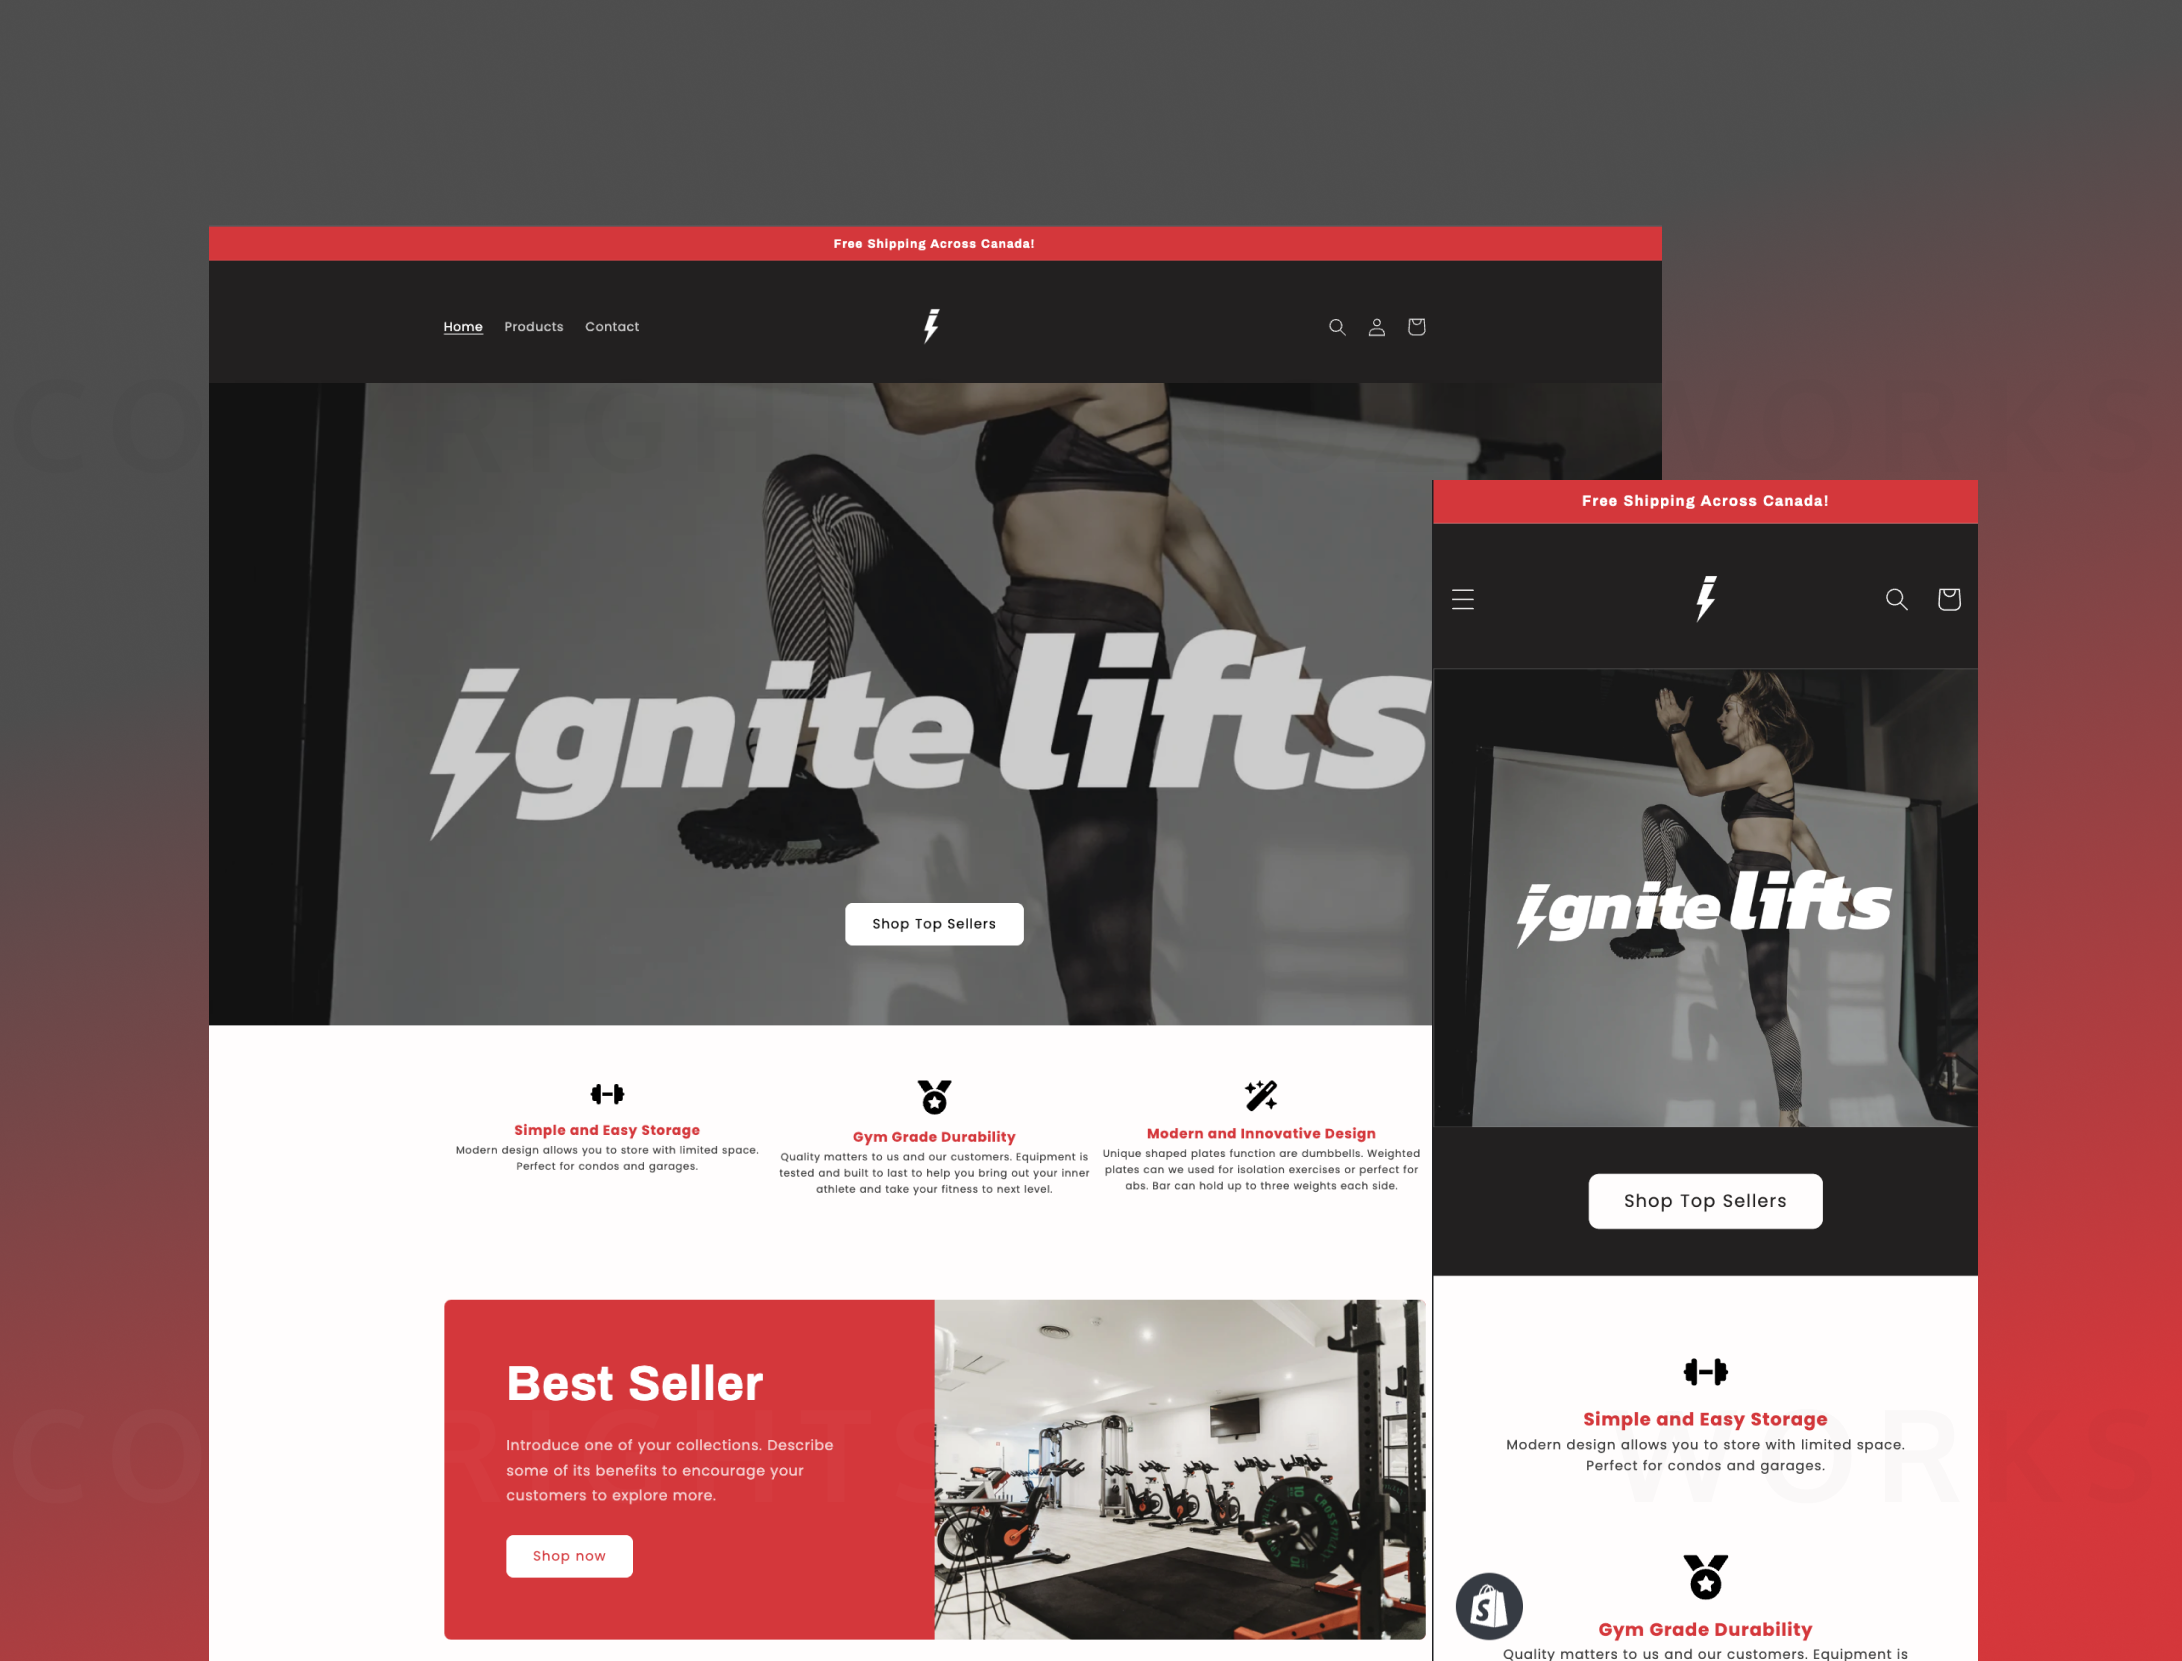 Free Shipping Across Canada!
Home Products Contact
ignite lifts
Shop Top Sellers
Simple and Easy Storage
Modern design allows you to store with limited space.
Perfect for condos and garages.
Gym Grade Durability
Quality matters to us and our customers. Equipment is
tested and built to last to help you bring out your inner
athlete and take your fitness to next level.
Modern and Innovative Design
Unique shaped plates function are dumbbells. Weighted
plates can we used for isolation exercises or perfect for
abs. Bar can hold up to three weights each side.
Best Seller
Introduce one of your collections. Describe
some of its benefits to encourage your
customers to explore more.
Shop now
Free Shipping Across Canada!
ignite lifts
Shop Top Sellers
Simple and Easy Storage
Modern design allows you to store with limited space.
Perfect for condos and garages.
Gym Grade Durability
Quality matters to us and our customers. Equipment is